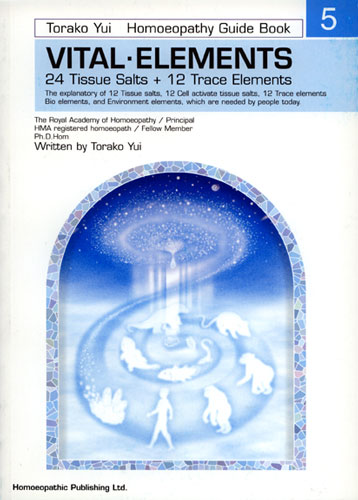 Torako Yui Homoeopathy Guide Book
5
VITAL·ELEMENTS
24 Tissue Salts + 12 Trace Elements
The explanatory of 12 Tissue salts, 12 Cell activate tissue salts, 12 Trace elements
Bio elements, and Environment elements, which are needed by people today.
The Royal Academy of Homoeopathy / Principal
HMA registered homoeopath / Fellow Member
Ph.D.Hom
Written by Torako Yui
Homoeopathic Publishing Ltd.